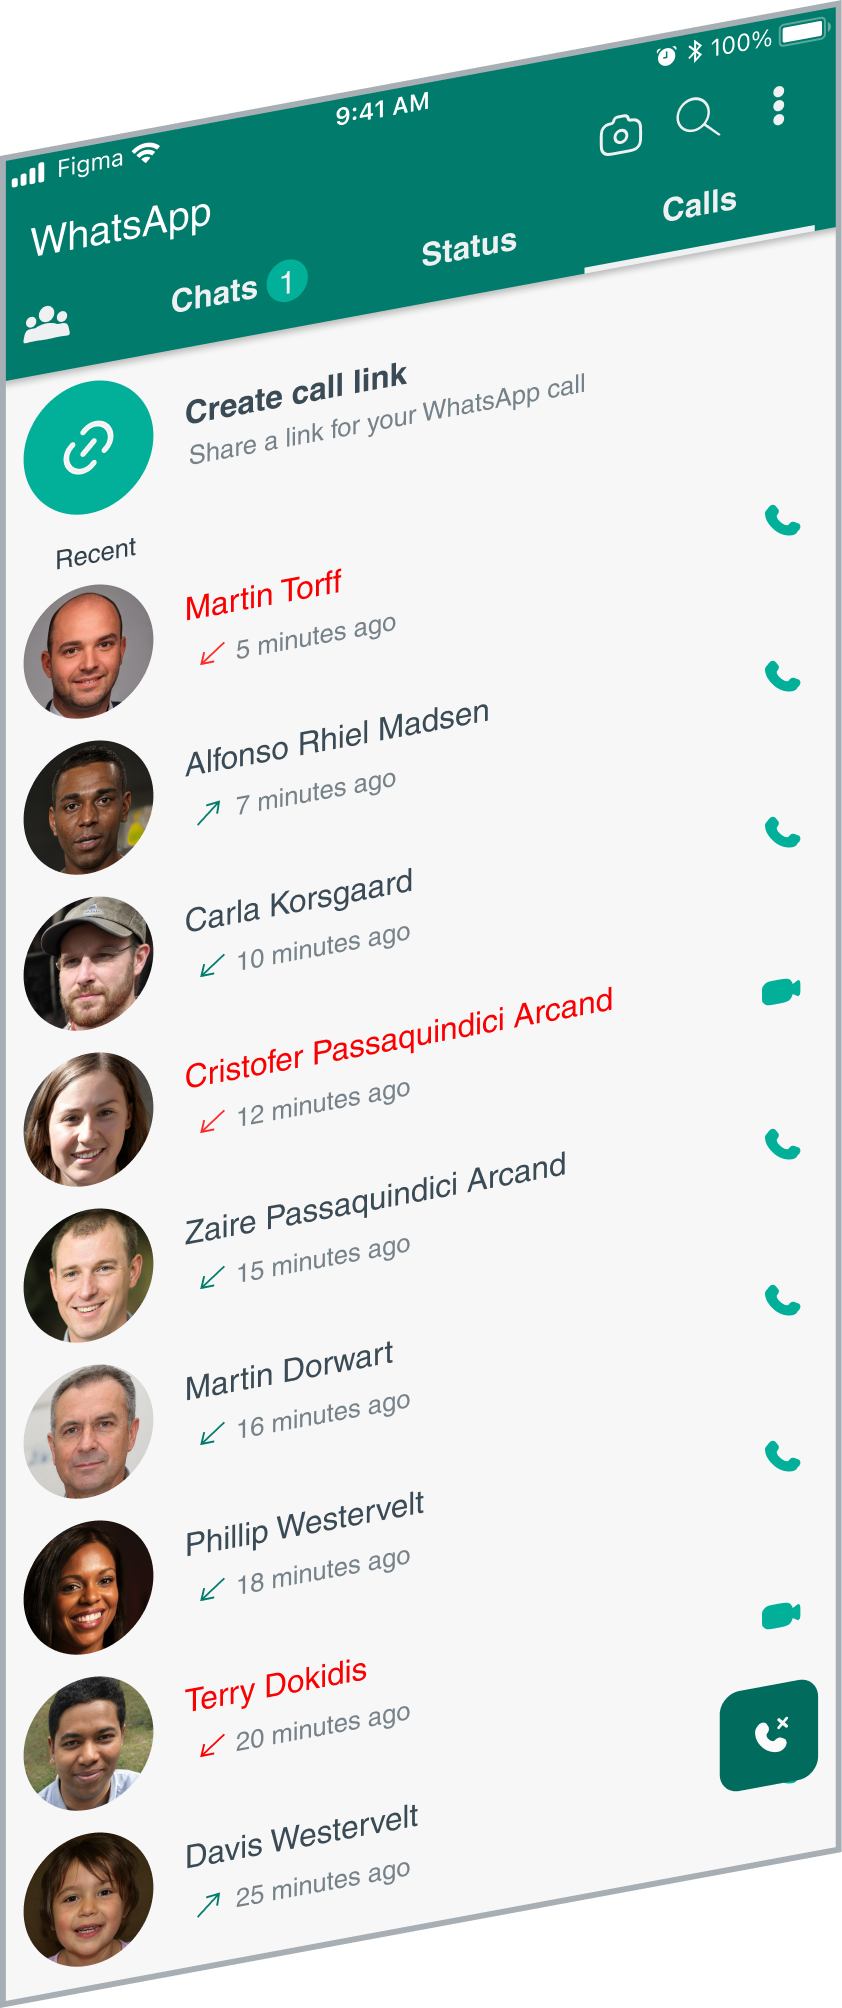 Figma 9:41 AM 100%
WhatsApp
Chats 1 Status Calls
Create call link
Share a link for your WhatsApp call
Recent
Martin Torff
5 minutes ago
Alfonso Rhiel Madsen
7 minutes ago
Carla Korsgaard
10 minutes ago
Cristofer Passaquindici Arcand
12 minutes ago
Zaire Passaquindici Arcand
15 minutes ago
Martin Dorwart
16 minutes ago
Phillip Westervelt
18 minutes ago
Terry Dokidis
20 minutes ago
Davis Westervelt
25 minutes ago